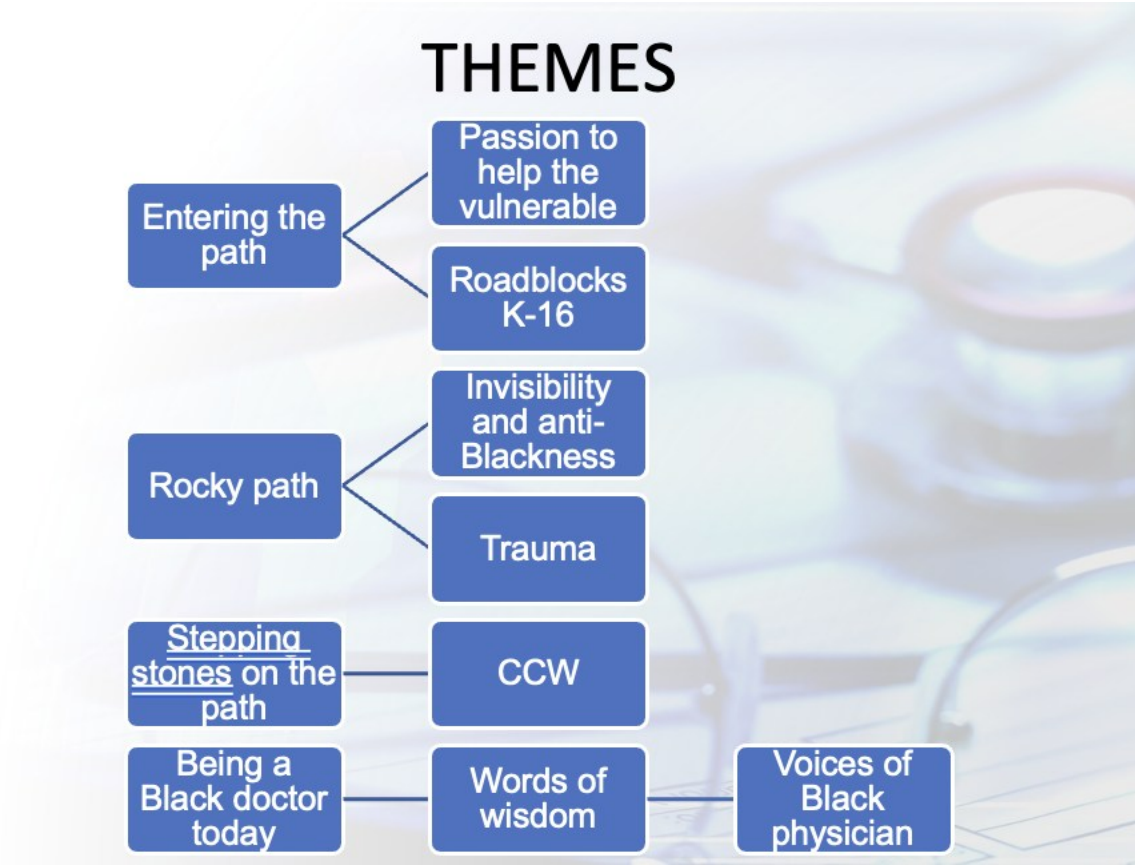 THEMES
Entering the
path
Passion to
help the
vulnerable
Roadblocks
K-16
Rocky path
Invisibility
and anti-
Blackness
Trauma
Stepping
stones on the
path
CCW
Being a
Black doctor
today
Words of
wisdom
Voices of
Black
physician